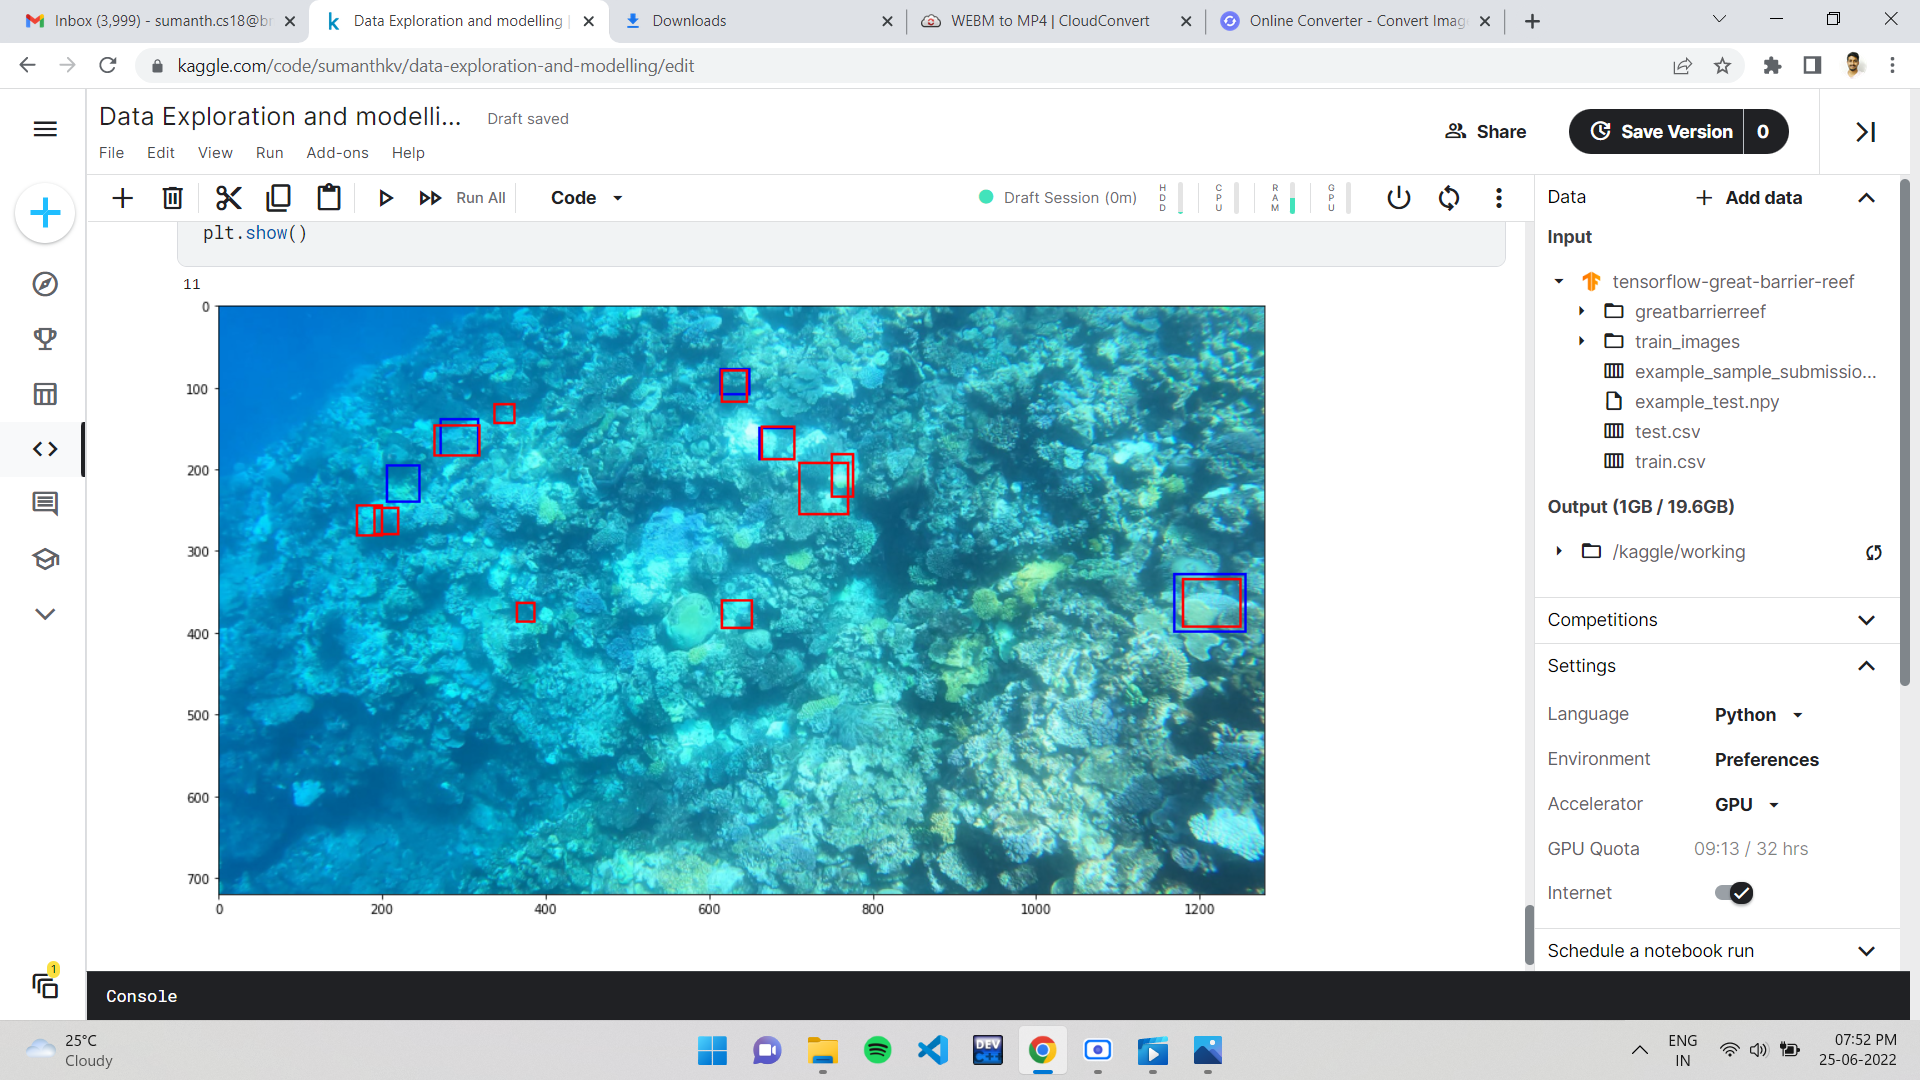 Inbox (3,999) - sumanth.cs18@br
Data Exploration and modelling |
Downloads
WEBM to MP4 | CloudConvert
Online Converter - Convert Imag
kaggle.com/code/sumanthkv/data-exploration-and-modelling/edit
Data Exploration and modelli...
Draft saved
File Edit View Run Add-ons Help
Share
Save Version 0
Run All
Code
Draft Session (0m)
HDD
CPU
RAM
GPU
plt.show()
11
0
100
200
300
400
500
600
700
0 200 400 600 800 1000 1200
Data
Add data
Input
tensorflow-great-barrier-reef
greatbarrierreef
train_images
example_sample_submissio...
example_test.npy
test.csv
train.csv
Output (1GB / 19.6GB)
/kaggle/working
Competitions
Settings
Language Python
Environment Preferences
Accelerator GPU
GPU Quota 09:13 / 32 hrs
Internet
Schedule a notebook run
1
Console
25°C
Cloudy
DEV
C++
ENG
IN
07:52 PM
25-06-2022